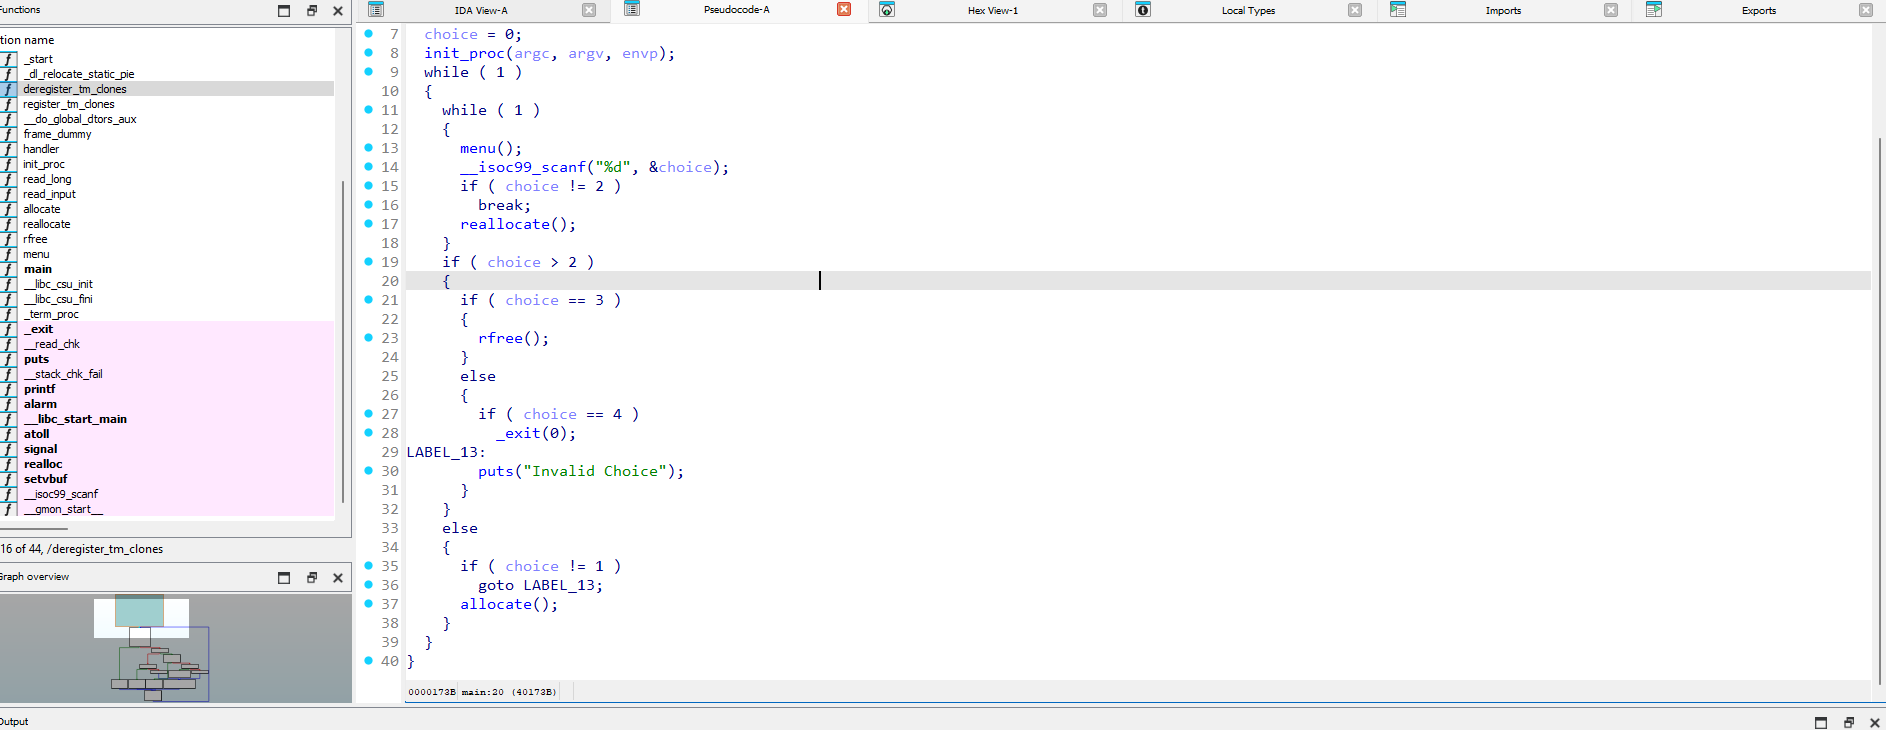 Functions
IDA View-A
Pseudocode-A
Hex View-1
Local Types
Imports
Exports
tion name
f _start
f _dl_relocate_static_pie
f deregister_tm_clones
f register_tm_clones
f __do_global_dtors_aux
f frame_dummy
f handler
f init_proc
f read_long
f read_input
f allocate
f reallocate
f rfree
f menu
f main
f __libc_csu_init
f __libc_csu_fini
f _term_proc
f _exit
f __read_chk
f puts
f __stack_chk_fail
f printf
f alarm
f __libc_start_main
f atoll
f signal
f realloc
f setvbuf
f __isoc99_scanf
f __gmon_start__
16 of 44, /deregister_tm_clones
Graph overview
7 choice = 0;
8 init_proc(argc, argv, envp);
9 while ( 1 )
10 {
11 while ( 1 )
12 {
13 menu();
14 __isoc99_scanf("%d", &choice);
15 if ( choice != 2 )
16 break;
17 reallocate();
18 }
19 if ( choice > 2 )
20 {
21 if ( choice == 3 )
22 {
23 rfree();
24 }
25 else
26 {
27 if ( choice == 4 )
28 _exit(0);
29 LABEL_13:
30 puts("Invalid Choice");
31 }
32 }
33 else
34 {
35 if ( choice != 1 )
36 goto LABEL_13;
37 allocate();
38 }
39 }
40 }
0000173B main:20 (40173B)
Output